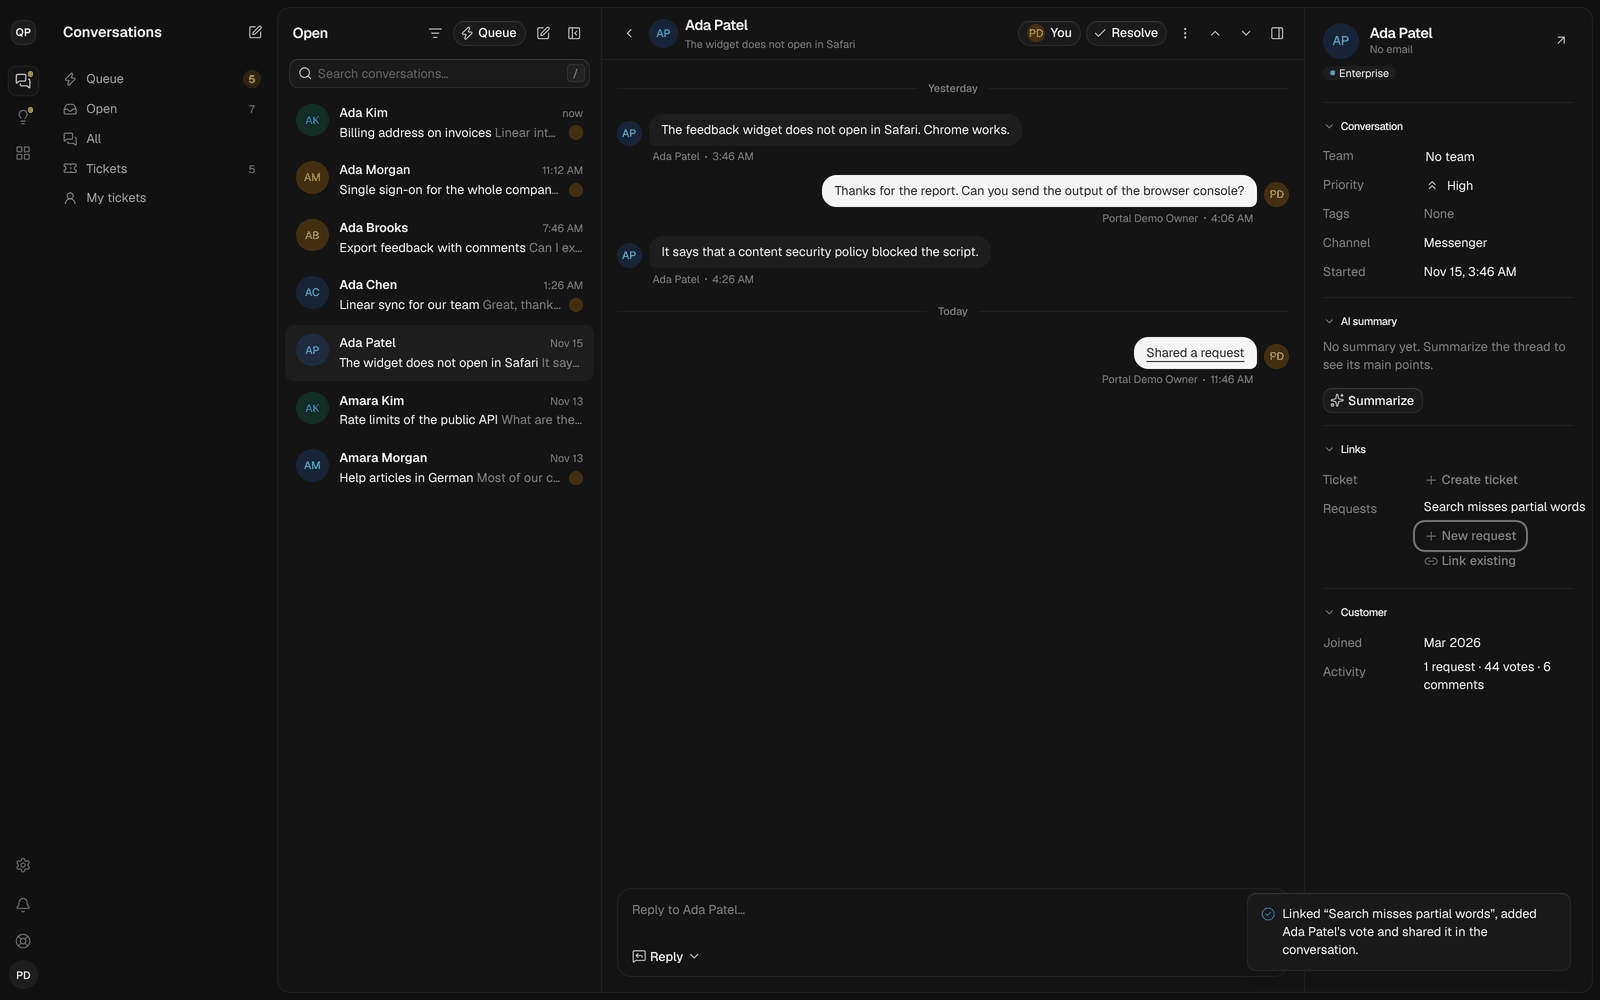 QP
Conversations
Queue
5
Open
7
All
Tickets
5
My tickets
PD
Open
Queue
Search conversations...
/
AK
Ada Kim
now
Billing address on invoices Linear int...
AM
Ada Morgan
11:12 AM
Single sign-on for the whole compan...
AB
Ada Brooks
7:46 AM
Export feedback with comments Can I ex...
AC
Ada Chen
1:26 AM
Linear sync for our team Great, thank...
AP
Ada Patel
Nov 15
The widget does not open in Safari It say...
AK
Amara Kim
Nov 13
Rate limits of the public API What are the...
AM
Amara Morgan
Nov 13
Help articles in German Most of our c...
AP
Ada Patel
The widget does not open in Safari
PD You
Resolve
Yesterday
AP
The feedback widget does not open in Safari. Chrome works.
Ada Patel • 3:46 AM
Thanks for the report. Can you send the output of the browser console?
PD
Portal Demo Owner • 4:06 AM
AP
It says that a content security policy blocked the script.
Ada Patel • 4:26 AM
Today
Shared a request
PD
Portal Demo Owner • 11:46 AM
Reply to Ada Patel...
Reply
AP
Ada Patel
No email
Enterprise
Conversation
Team
No team
Priority
High
Tags
None
Channel
Messenger
Started
Nov 15, 3:46 AM
AI summary
No summary yet. Summarize the thread to
see its main points.
Summarize
Links
Ticket
Create ticket
Requests
Search misses partial words
New request
Link existing
Customer
Joined
Mar 2026
Activity
1 request · 44 votes · 6
comments
Linked “Search misses partial words”, added
Ada Patel's vote and shared it in the
conversation.